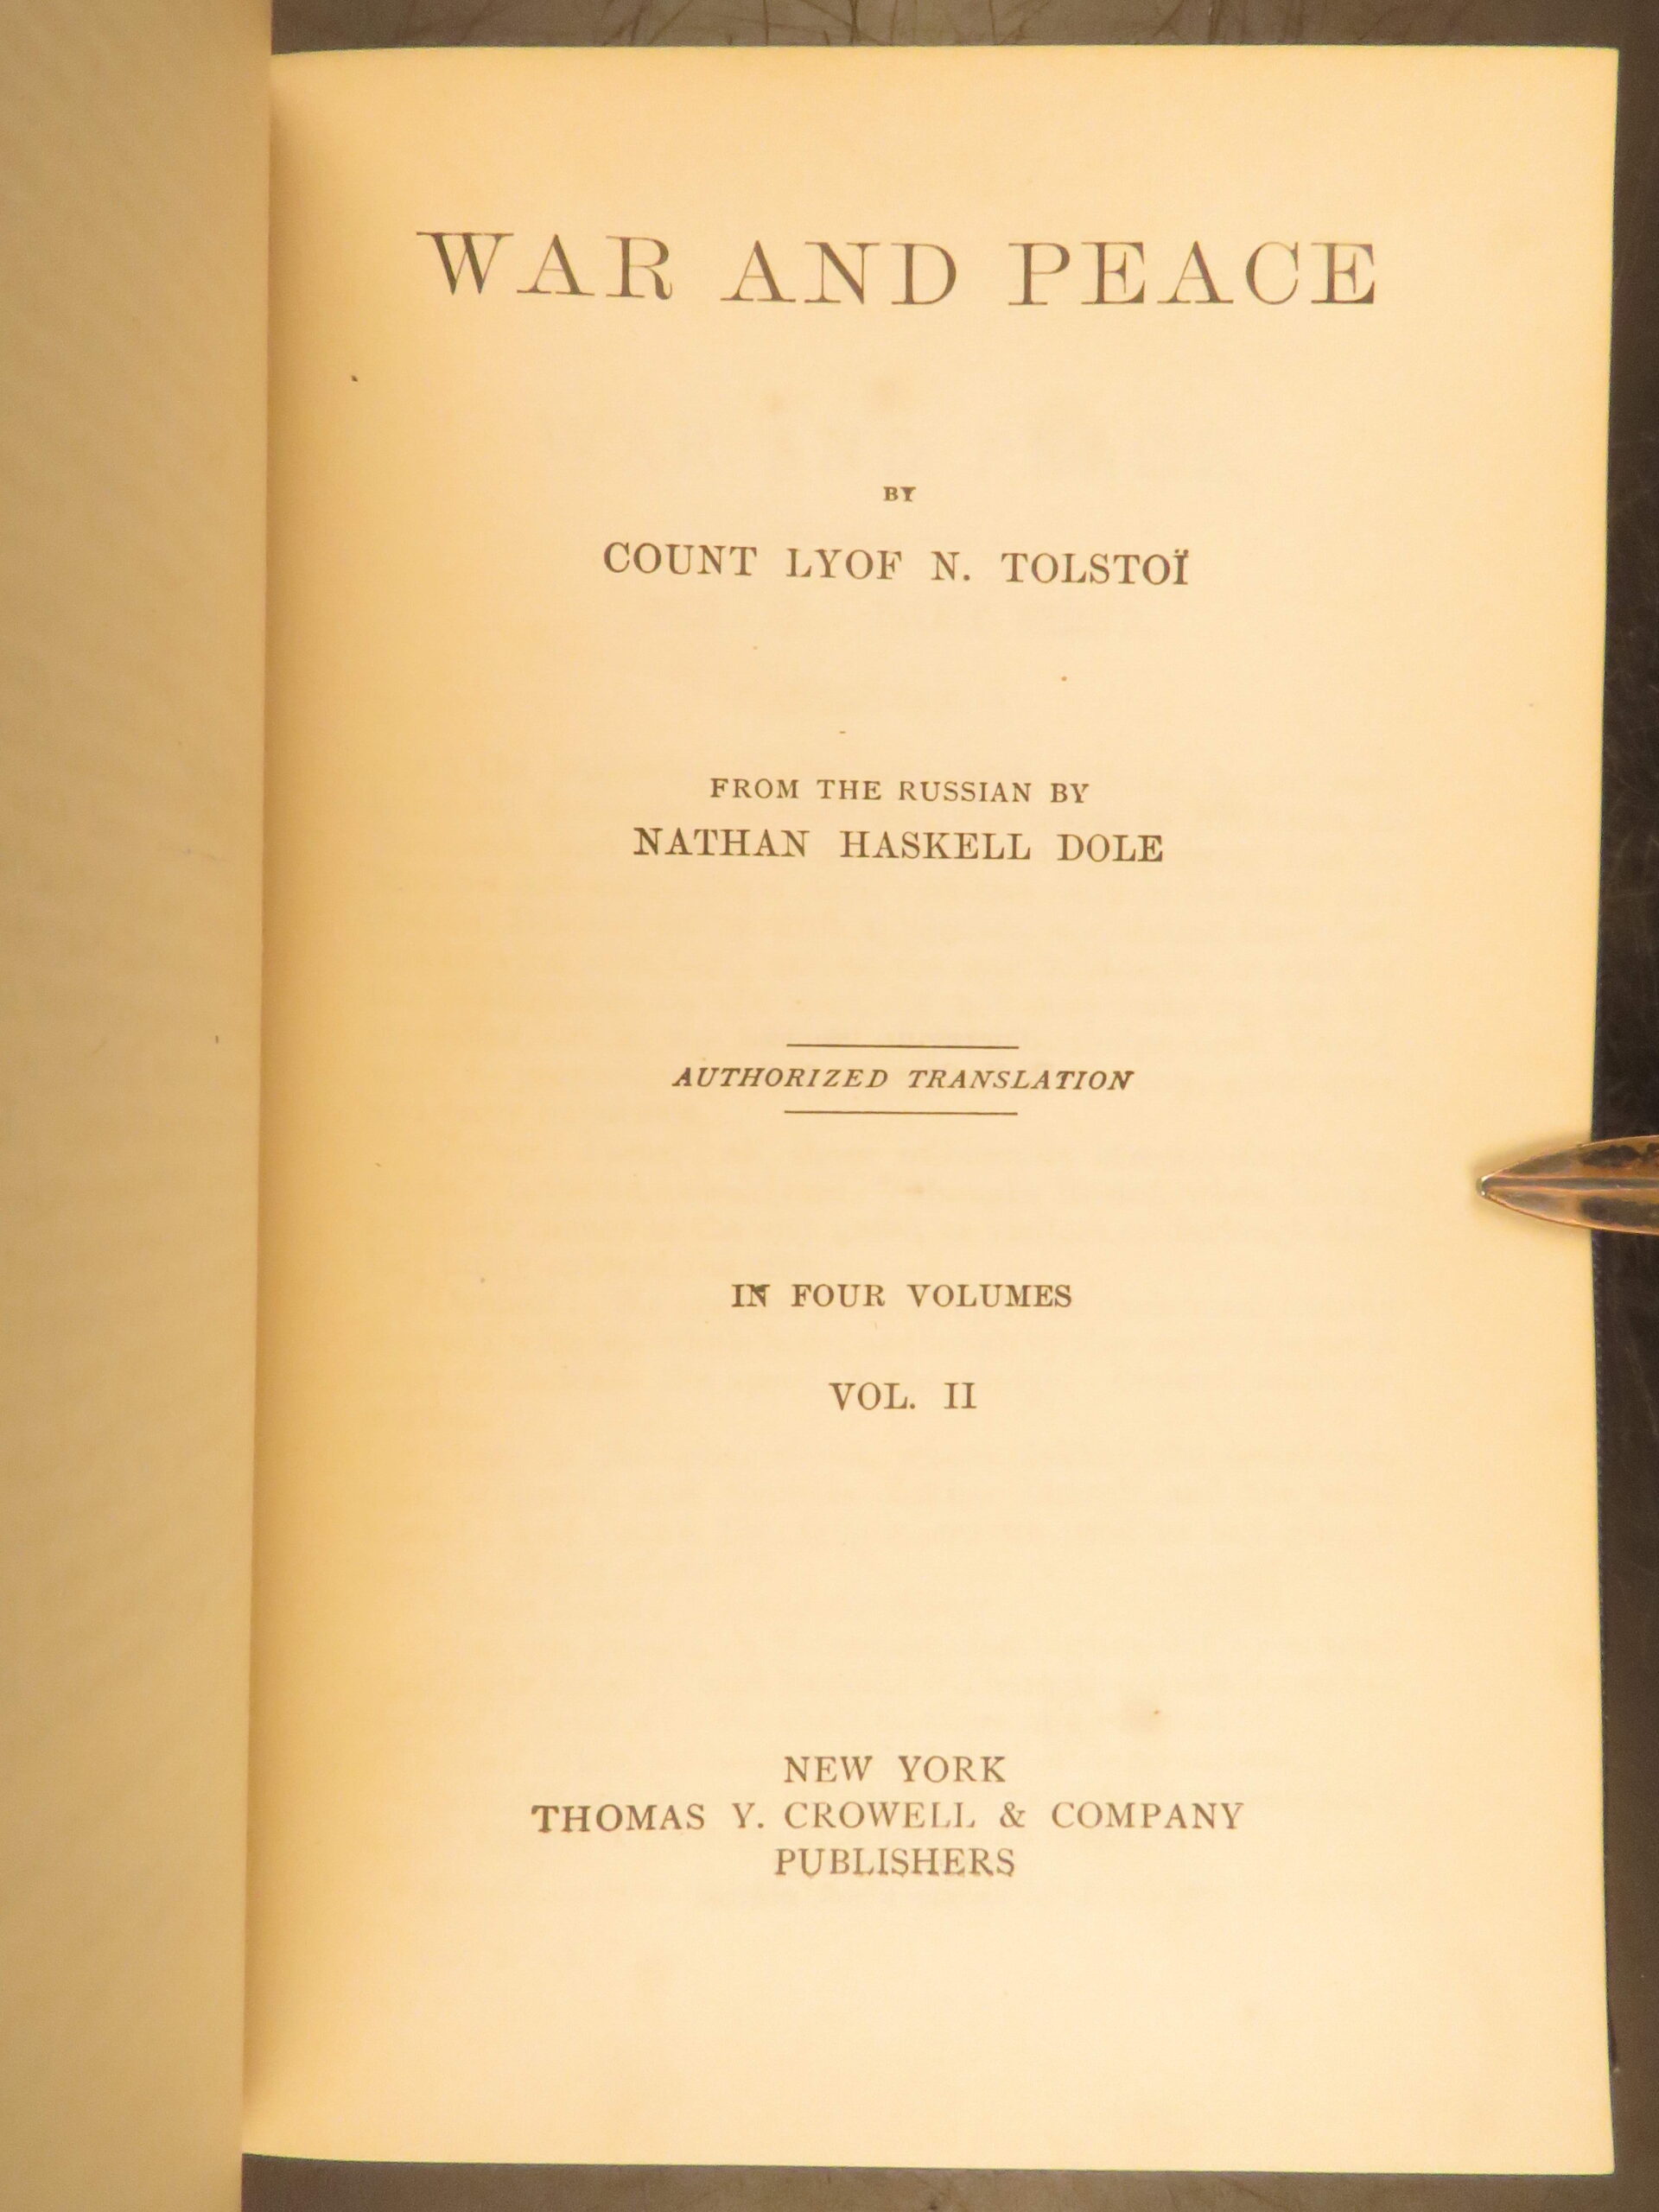 WAR AND PEACE
BY
COUNT LYOF N. TOLSTOÏ
FROM THE RUSSIAN BY
NATHAN HASKELL DOLE
AUTHORIZED TRANSLATION
IN FOUR VOLUMES
VOL. II
NEW YORK
THOMAS Y. CROWELL & COMPANY
PUBLISHERS